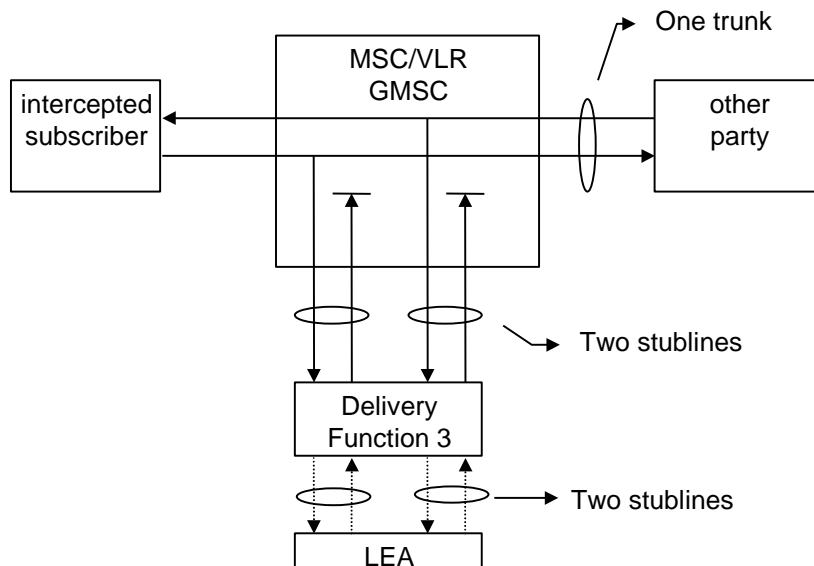 One trunk
MSC/VLR
GMSC
intercepted
subscriber
other
party
Two stublines
Delivery
Function 3
Two stublines
LEA